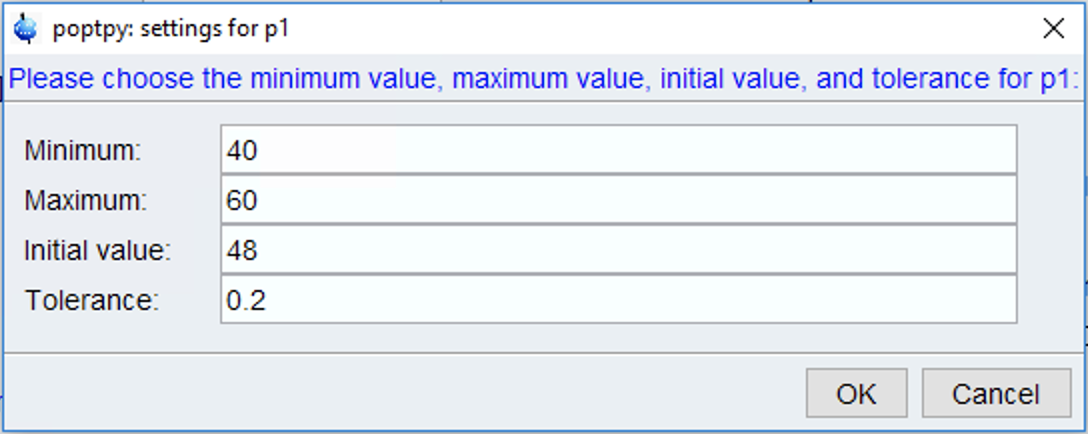 poptpy: settings for p1
Please choose the minimum value, maximum value, initial value, and tolerance for p1:
Minimum: 40
Maximum: 60
Initial value: 48
Tolerance: 0.2
OK Cancel